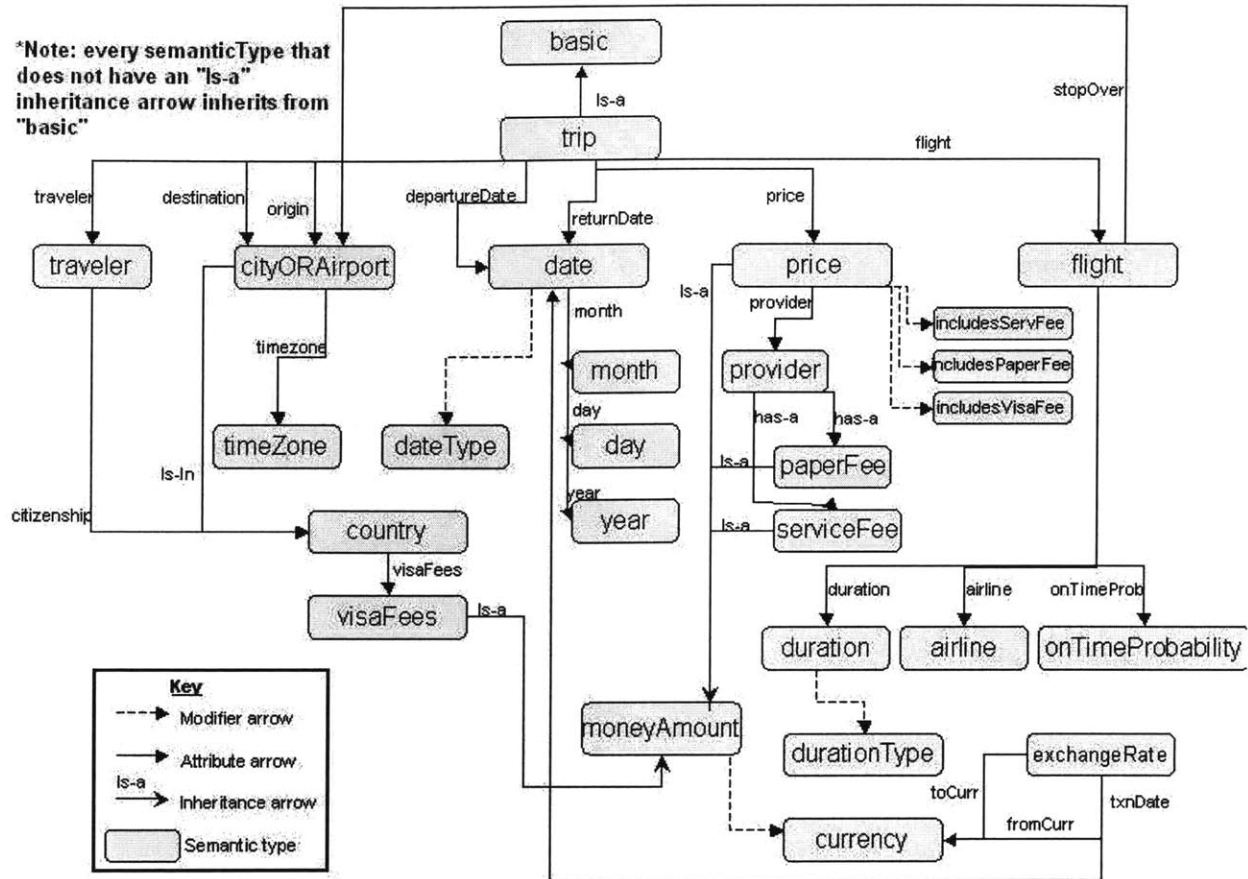 *Note: every semanticType that
does not have an "Is-a"
inheritance arrow inherits from
"basic"
basic
Is-a
trip
stopOver
flight
traveler
destination
origin
departureDate
returnDate
price
traveler
cityORAirport
date
price
flight
Is-a
provider
month
timezone
includesServFee
includesPaperFee
includesVisaFee
month
provider
has-a
has-a
day
timeZone
dateType
day
Is-a
paperFee
Is-In
year
year
citizenship
country
Is-a
serviceFee
visaFees
visaFees
Is-a
duration
airline
onTimeProb
duration
airline
onTimeProbability
Key
Modifier arrow
Attribute arrow
Is-a
Inheritance arrow
Semantic type
moneyAmount
durationType
exchangeRate
toCurr
txnDate
fromCurr
currency